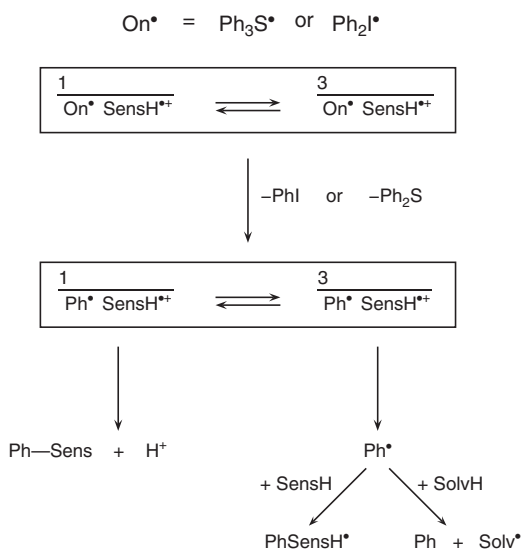 On• = Ph₃S• or Ph₂I•
1 3
On• SensH•+ On• SensH•+
–PhI or –Ph₂S
1 3
Ph• SensH•+ Ph• SensH•+
Ph—Sens + H⁺ Ph•
+ SensH + SolvH
PhSensH• Ph + Solv•